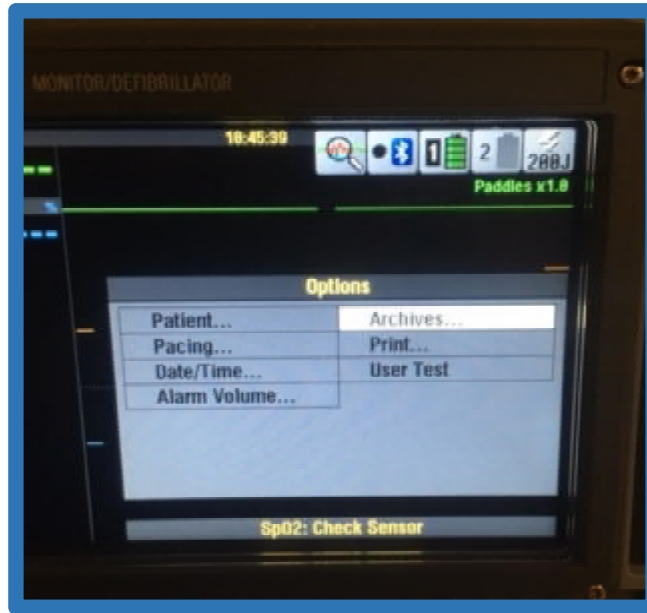 MONITOR/DEFIBRILLATOR
18:45:39
1
2
200J
Paddles x1.0
%
Options
Patient...
Archives...
Pacing...
Print...
Date/Time...
User Test
Alarm Volume...
SpO2: Check Sensor